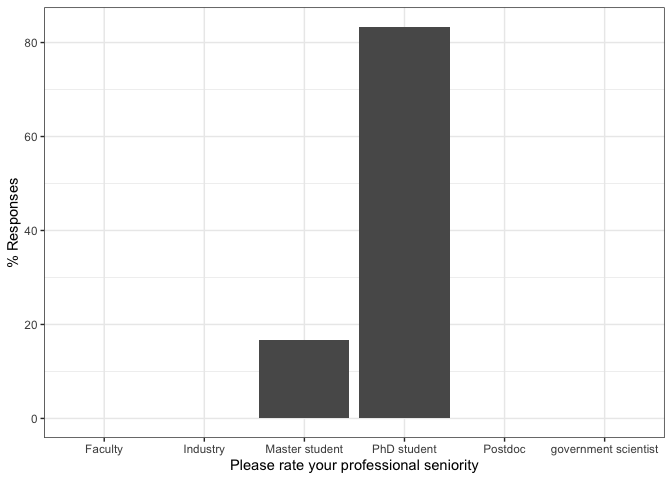 % Responses
80
60
40
20
0
Faculty Industry Master student PhD student Postdoc government scientist
Please rate your professional seniority